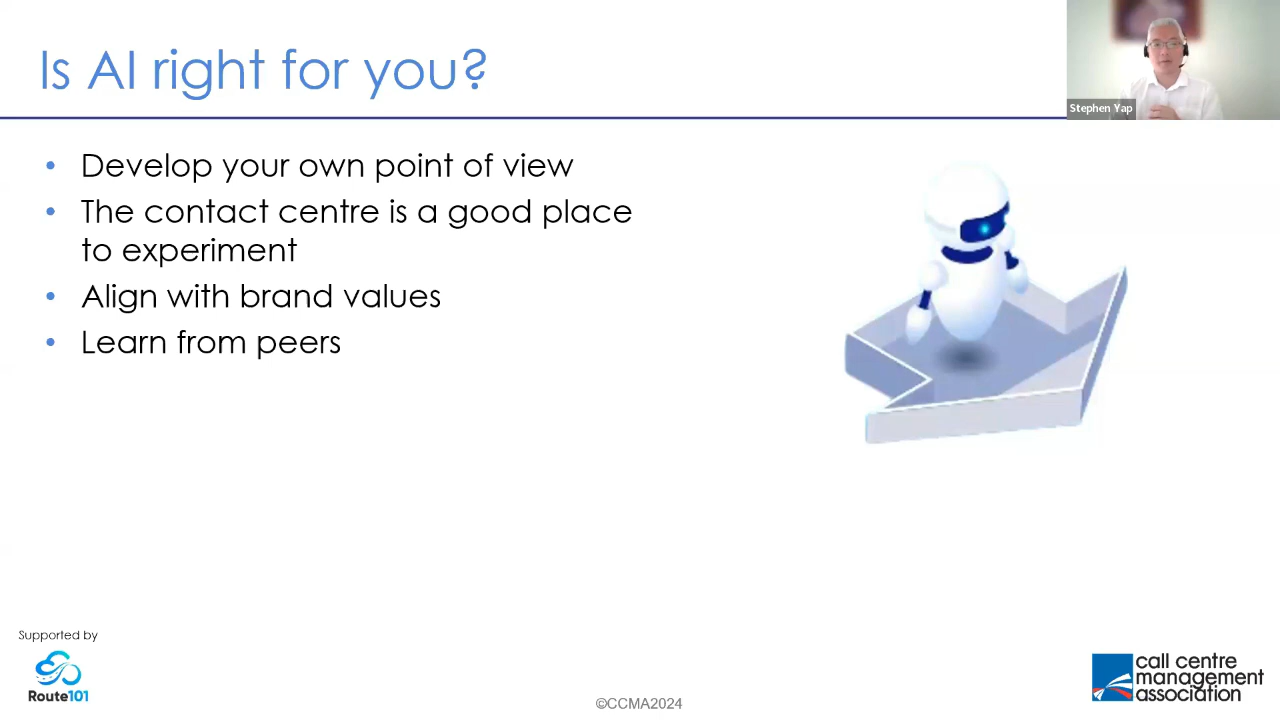 Is AI right for you?
Stephen Yap
• Develop your own point of view
• The contact centre is a good place
to experiment
• Align with brand values
• Learn from peers
Supported by
Route101
©CCMA2024
call centre
management
association